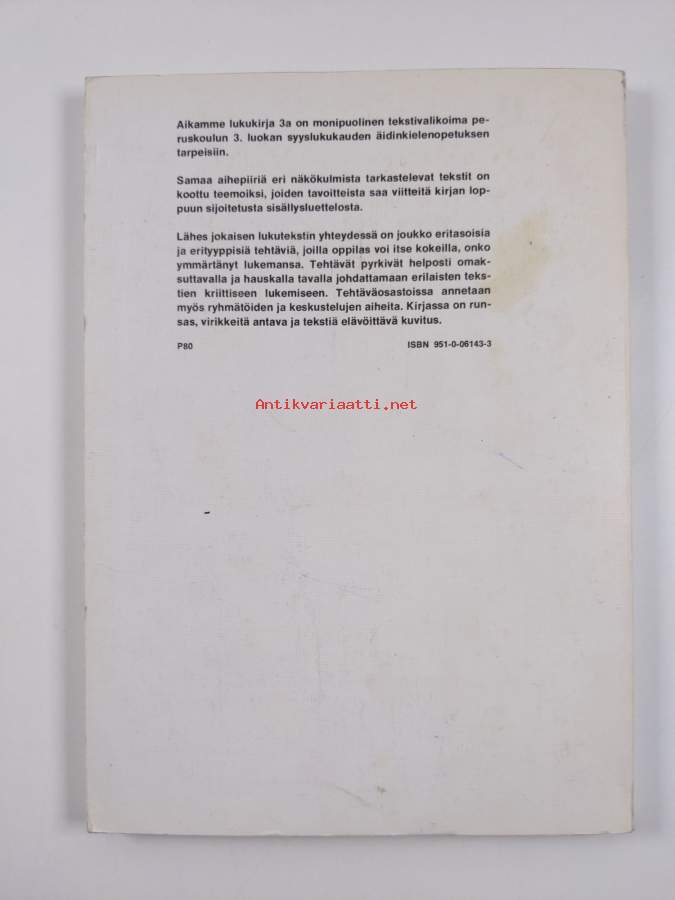 Aikamme lukukirja 3a on monipuolinen tekstivalikoima pe-
ruskoulun 3. luokan syyslukukauden äidinkielenopetuksen
tarpeisiin.
Samaa aihepiiriä eri näkökulmista tarkastelevat tekstit on
koottu teemoiksi, joiden tavoitteista saa viitteitä kirjan lop-
puun sijoitetusta sisällysluettelosta.
Lähes jokaisen lukutekstin yhteydessä on joukko eritasoisia
ja erityyppisiä tehtäviä, joilla oppilas voi itse kokeilla, onko
ymmärtänyt lukemansa. Tehtävät pyrkivät helposti omak-
suttavalla ja hauskalla tavalla johdattamaan erilaisten teks-
tien kriittiseen lukemiseen. Tehtäväosastoissa annetaan
myös ryhmätöiden ja keskustelujen aiheita. Kirjassa on run-
sas, virikkeitä antava ja tekstiä elävöittävä kuvitus.
P80 ISBN 951-0-06143-3
Antikvariaatti.net